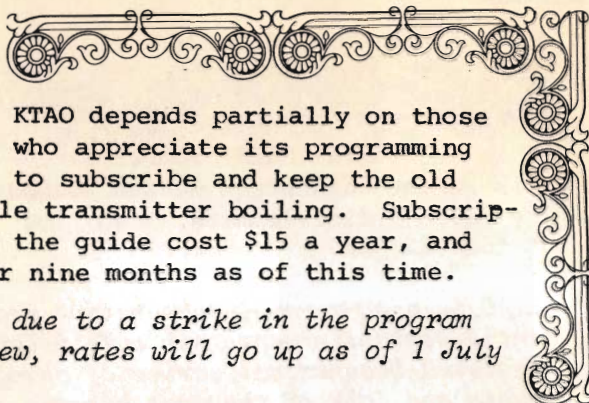 KTAO depends partially on those
who appreciate its programming
to subscribe and keep the old
le transmitter boiling. Subscrip-
the guide cost $15 a year, and
r nine months as of this time.
due to a strike in the program
ew, rates will go up as of 1 July